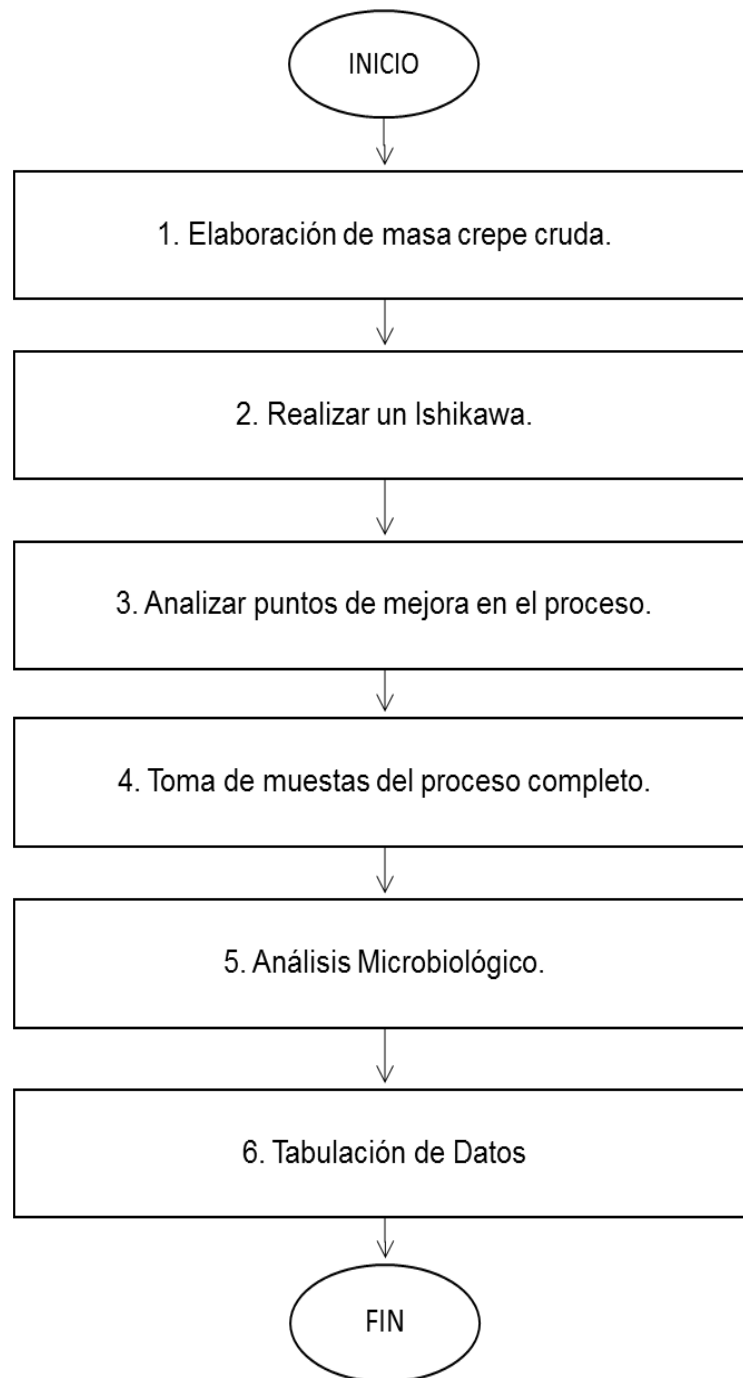 INICIO
1. Elaboración de masa crepe cruda.
2. Realizar un Ishikawa.
3. Analizar puntos de mejora en el proceso.
4. Toma de muestas del proceso completo.
5. Análisis Microbiológico.
6. Tabulación de Datos
FIN